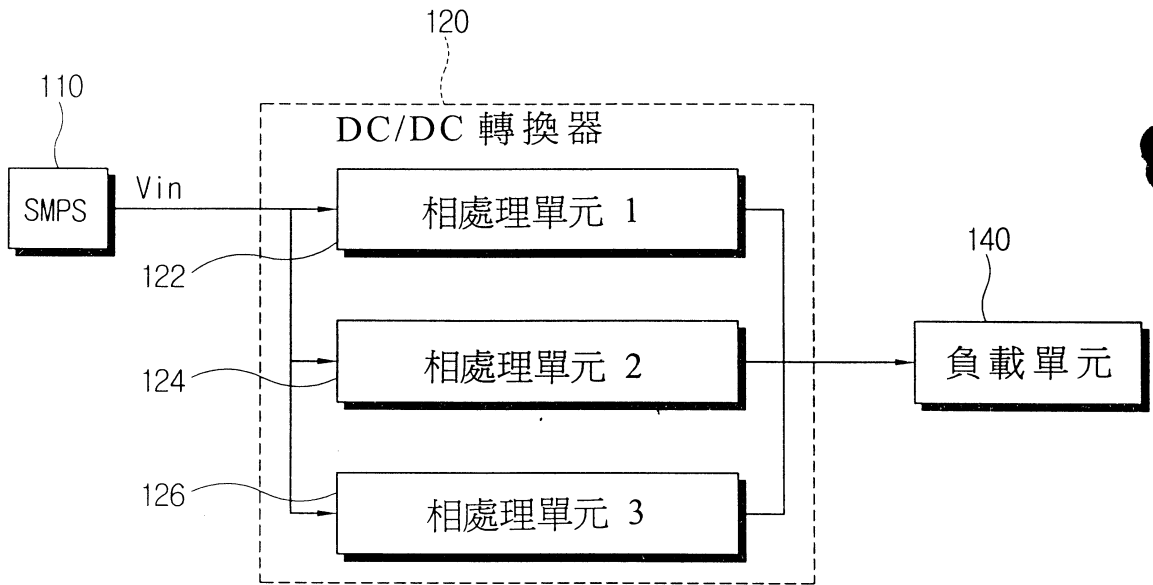 120
110
DC/DC 轉換器
SMPS
Vin
相處理單元 1
122
相處理單元 2
124
相處理單元 3
126
140
負載單元